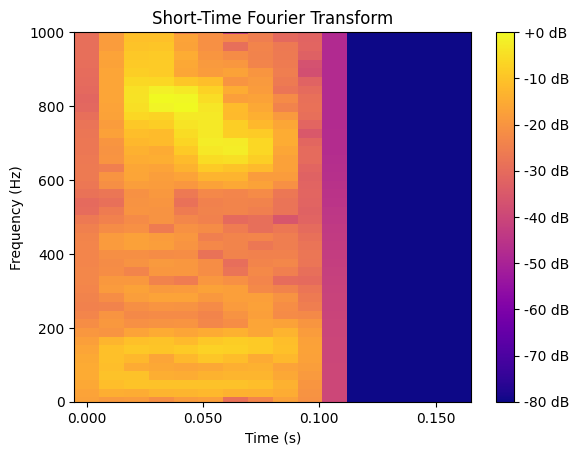 Short-Time Fourier Transform
Frequency (Hz)
1000
800
600
400
200
0
0.000 0.050 0.100 0.150
Time (s)
+0 dB
-10 dB
-20 dB
-30 dB
-40 dB
-50 dB
-60 dB
-70 dB
-80 dB